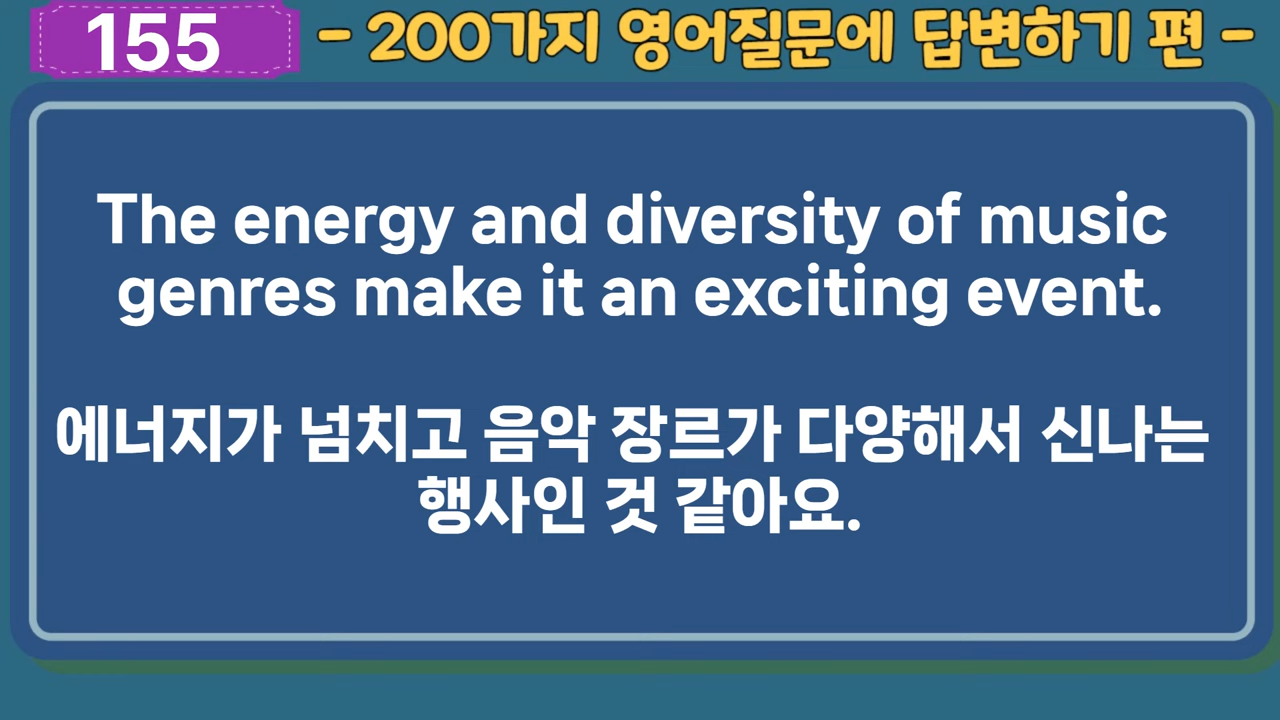 155
- 200가지 영어질문에 답변하기 편 -
The energy and diversity of music
genres make it an exciting event.
에너지가 넘치고 음악 장르가 다양해서 신나는
행사인 것 같아요.